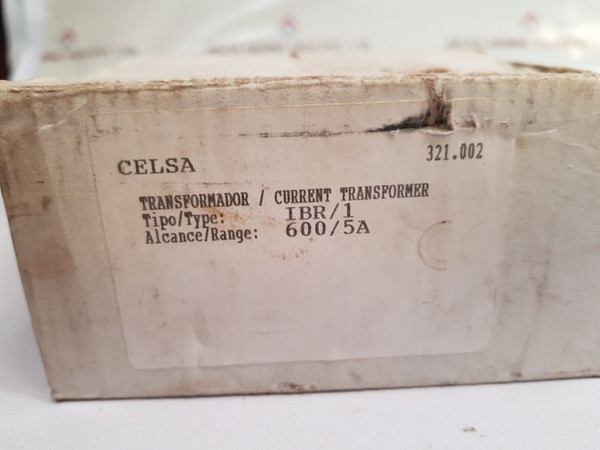 CELSA 321.002
TRANSFORMADOR / CURRENT TRANSFORMER
Tipo/Type: IBR/1
Alcance/Range: 600/5A